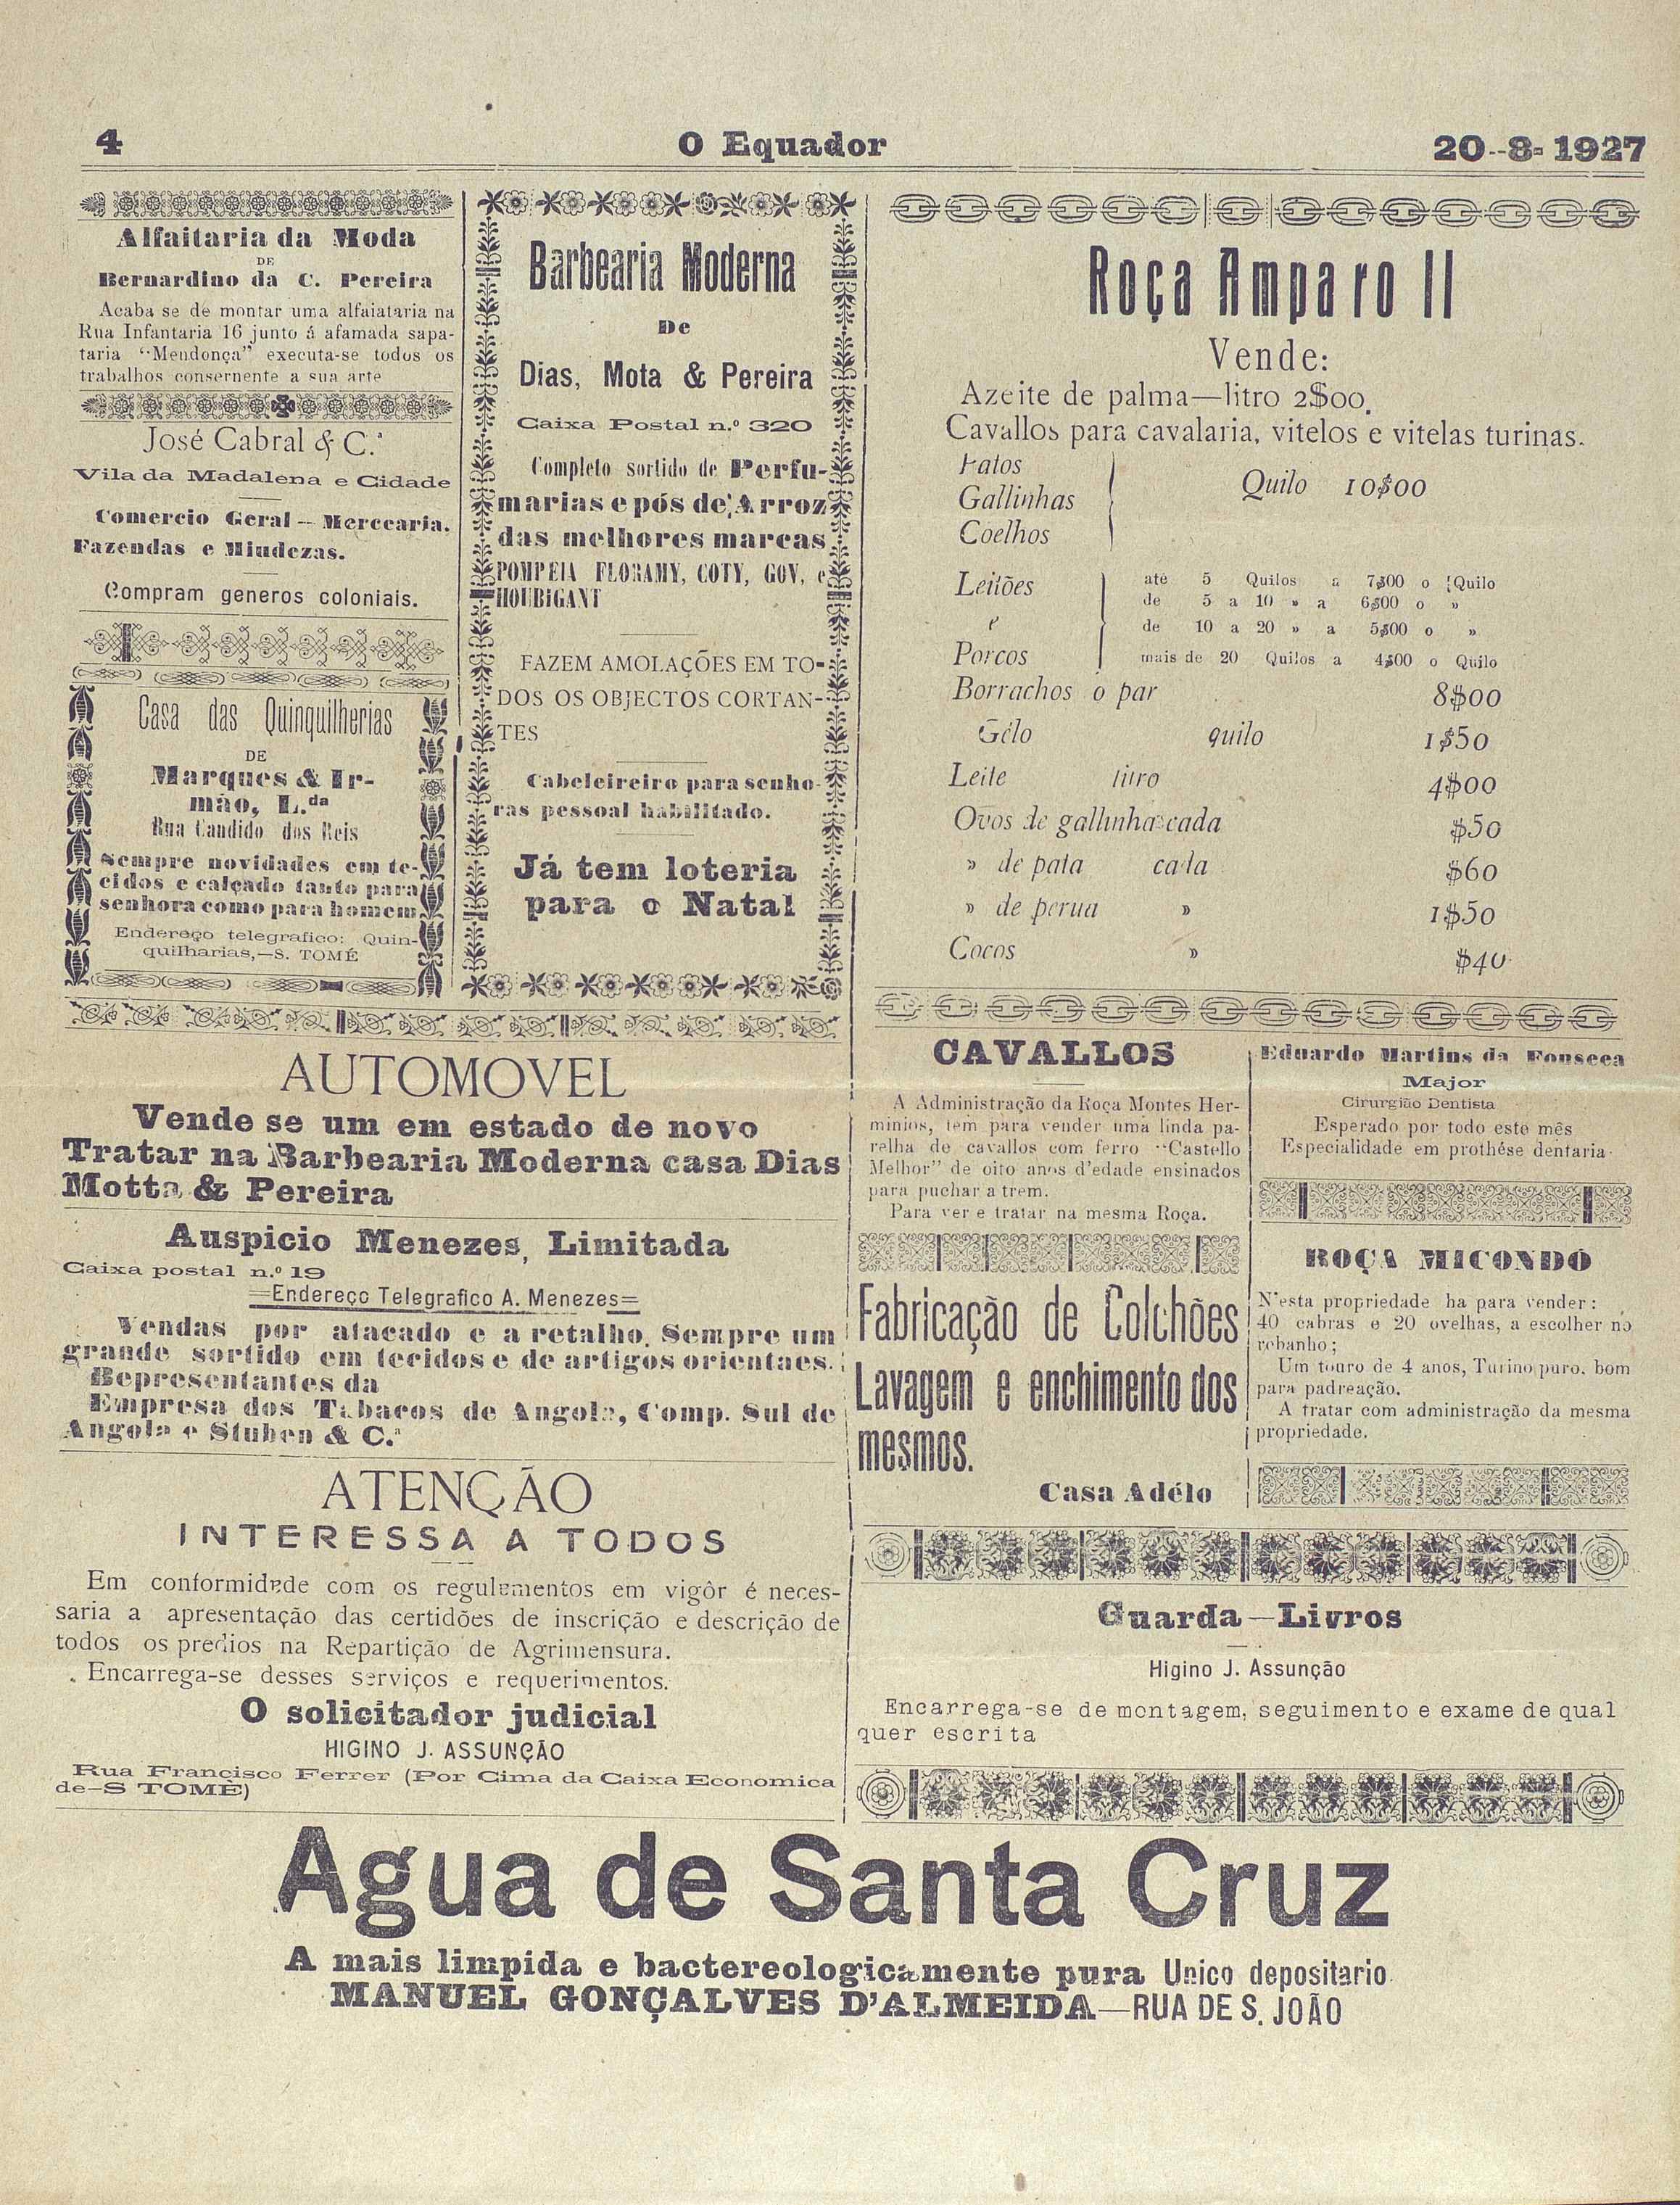 4
O Equador
20--8-1927
Alfaitaria da Moda
DE
Bernardino da C. Pereira
Acaba se de montar uma alfaiataria na
Rua Infantaria 16 junto á afamada sapa-
taria "Mendonça" executa-se todos os
trabalhos consernente a sua arte
José Cabral & C.ª
Vila da Madalena e Cidade
Comercio Geral — Mercearia.
Fazendas e Miudezas.
Compram generos coloniais.
Casa das Quinquilherias
DE
Marques & Ir-
mão, L.da
Rua Candido dos Reis
Sempre novidades em te-
cidos e calçado tanto para
senhora como para homem
Endereço telegrafico: Quin-
quilharias,—S. TOMÉ
Barbearia Moderna
De
Dias, Mota & Pereira
Caixa Postal n.º 320
Completo sortido de Perfu-
marias e pós de Arroz
das melhores marcas
POMPEIA FLORAMY, COTY, GOV, e
HOUBIGANT
FAZEM AMOLAÇÕES EM TO-
DOS OS OBJECTOS CORTAN-
TES
Cabeleireiro para senho-
ras pessoal habilitado.
Já tem loteria
para o Natal
Roça Amparo II
Vende:
Azeite de palma—litro 2$00.
Cavallos para cavalaria, vitelos e vitelas turinas.
Patos
Gallinhas Quilo 10$00
Coelhos
Leitões até 5 Quilos a 7$00 o Quilo
de 5 a 10 » a 6$00 o »
e de 10 a 20 » a 5$00 o »
Porcos mais de 20 Quilos a 4$00 o Quilo
Borrachos o par 8$00
Gélo quilo 1$50
Leite litro 4$00
Ovos de gallinha cada $50
» de pata cada $60
» de perua » 1$50
Cocos » $40
AUTOMOVEL
Vende se um em estado de novo
Tratar na Barbearia Moderna casa Dias
Motta & Pereira
Auspicio Menezes, Limitada
Caixa postal n.º 19
=Endereço Telegrafico A. Menezes=
Vendas por atacado e a retalho. Sempre um
grande sortido em tecidos e de artigos orientaes.
Representantes da
Empresa dos Tabacos de Angola, Comp. Sul de
Angola e Stuben & C.ª
ATENÇÃO
INTERESSA A TODOS
Em conformidade com os regulamentos em vigôr é neces-
saria a apresentação das certidões de inscrição e descrição de
todos os predios na Repartição de Agrimensura.
Encarrega-se desses serviços e requerimentos.
O solicitador judicial
HIGINO J. ASSUNÇÃO
Rua Francisco Ferrer (Por Cima da Caixa Economica
de—S TOMÈ)
CAVALLOS
A Administração da Roça Montes Her-
minios, tem para vender uma linda pa-
relha de cavallos com ferro "Castello
Melhor" de oito anos d'edade ensinados
para puchar a trem.
Para ver e tratar na mesma Roça.
Fabricação de Colchões
Lavagem e enchimento dos
mesmos.
Casa Adélo
Eduardo Martins da Fonseca
Major
Cirurgião Dentista
Esperado por todo este mês
Especialidade em prothése dentaria
ROÇA MICONDÓ
N'esta propriedade ha para vender:
40 cabras e 20 ovelhas, a escolher no
rebanho;
Um touro de 4 anos, Turino puro, bom
para padreação.
A tratar com administração da mesma
propriedade.
Guarda—Livros
Higino J. Assunção
Encarrega-se de montagem, seguimento e exame de qual
quer escrita
Agua de Santa Cruz
A mais limpida e bactereologicamente pura Unico depositario
MANUEL GONÇALVES D'ALMEIDA—RUA DE S. JOÃO